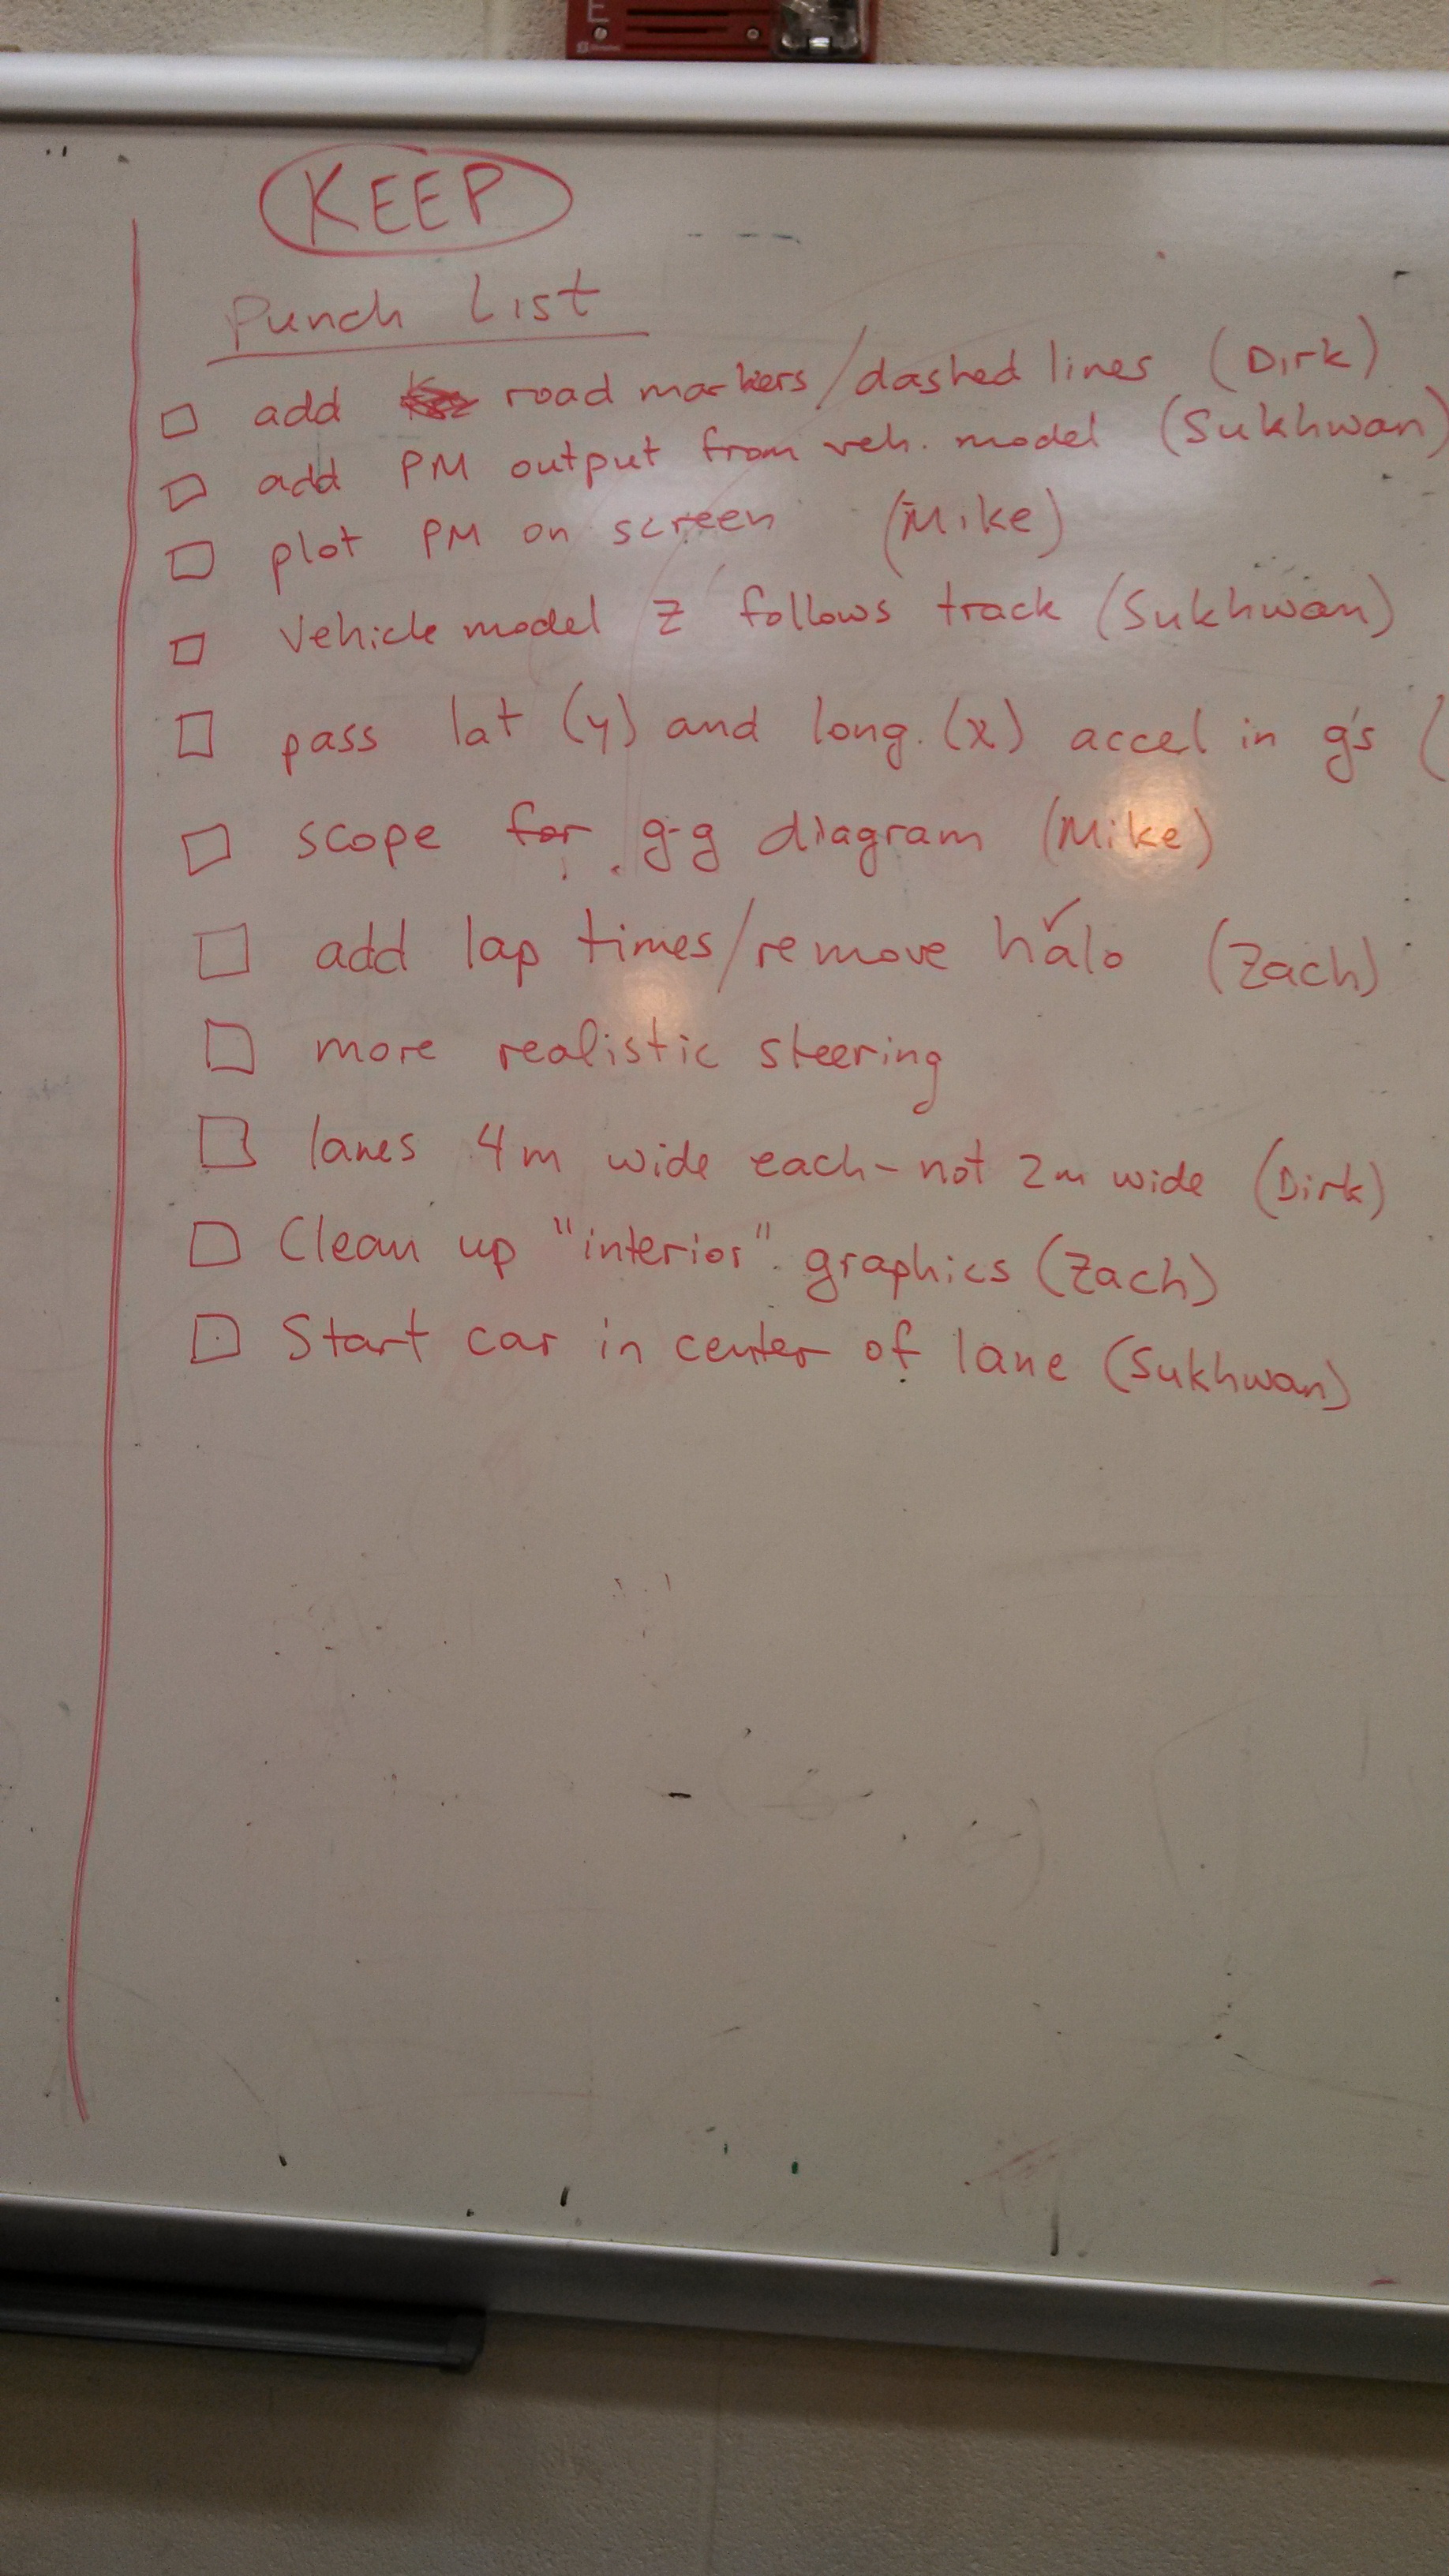 E
KEEP
Punch List
□ add road markers/dashed lines (Dirk)
□ add PM output from veh. model (Sukhwan)
□ plot PM on screen (Mike)
□ Vehicle model z follows track (Sukhwan)
□ pass lat (y) and long. (x) accel in g's (
□ scope for g-g diagram (Mike)
□ add lap times/remove halo ✓ (Zach)
□ more realistic steering
□ lanes 4m wide each - not 2m wide (Dirk)
□ Clean up "interior" graphics (Zach)
□ Start car in center of lane (Sukhwan)